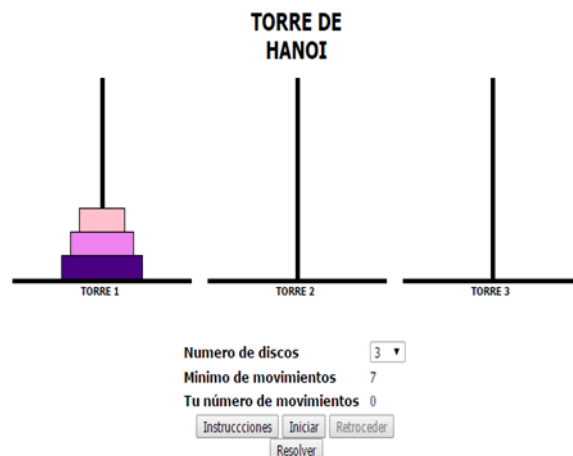 TORRE DE
HANOI
TORRE 1 TORRE 2 TORRE 3
Numero de discos 3
Minimo de movimientos 7
Tu número de movimientos 0
Instruccciones Iniciar Retroceder
Resolver